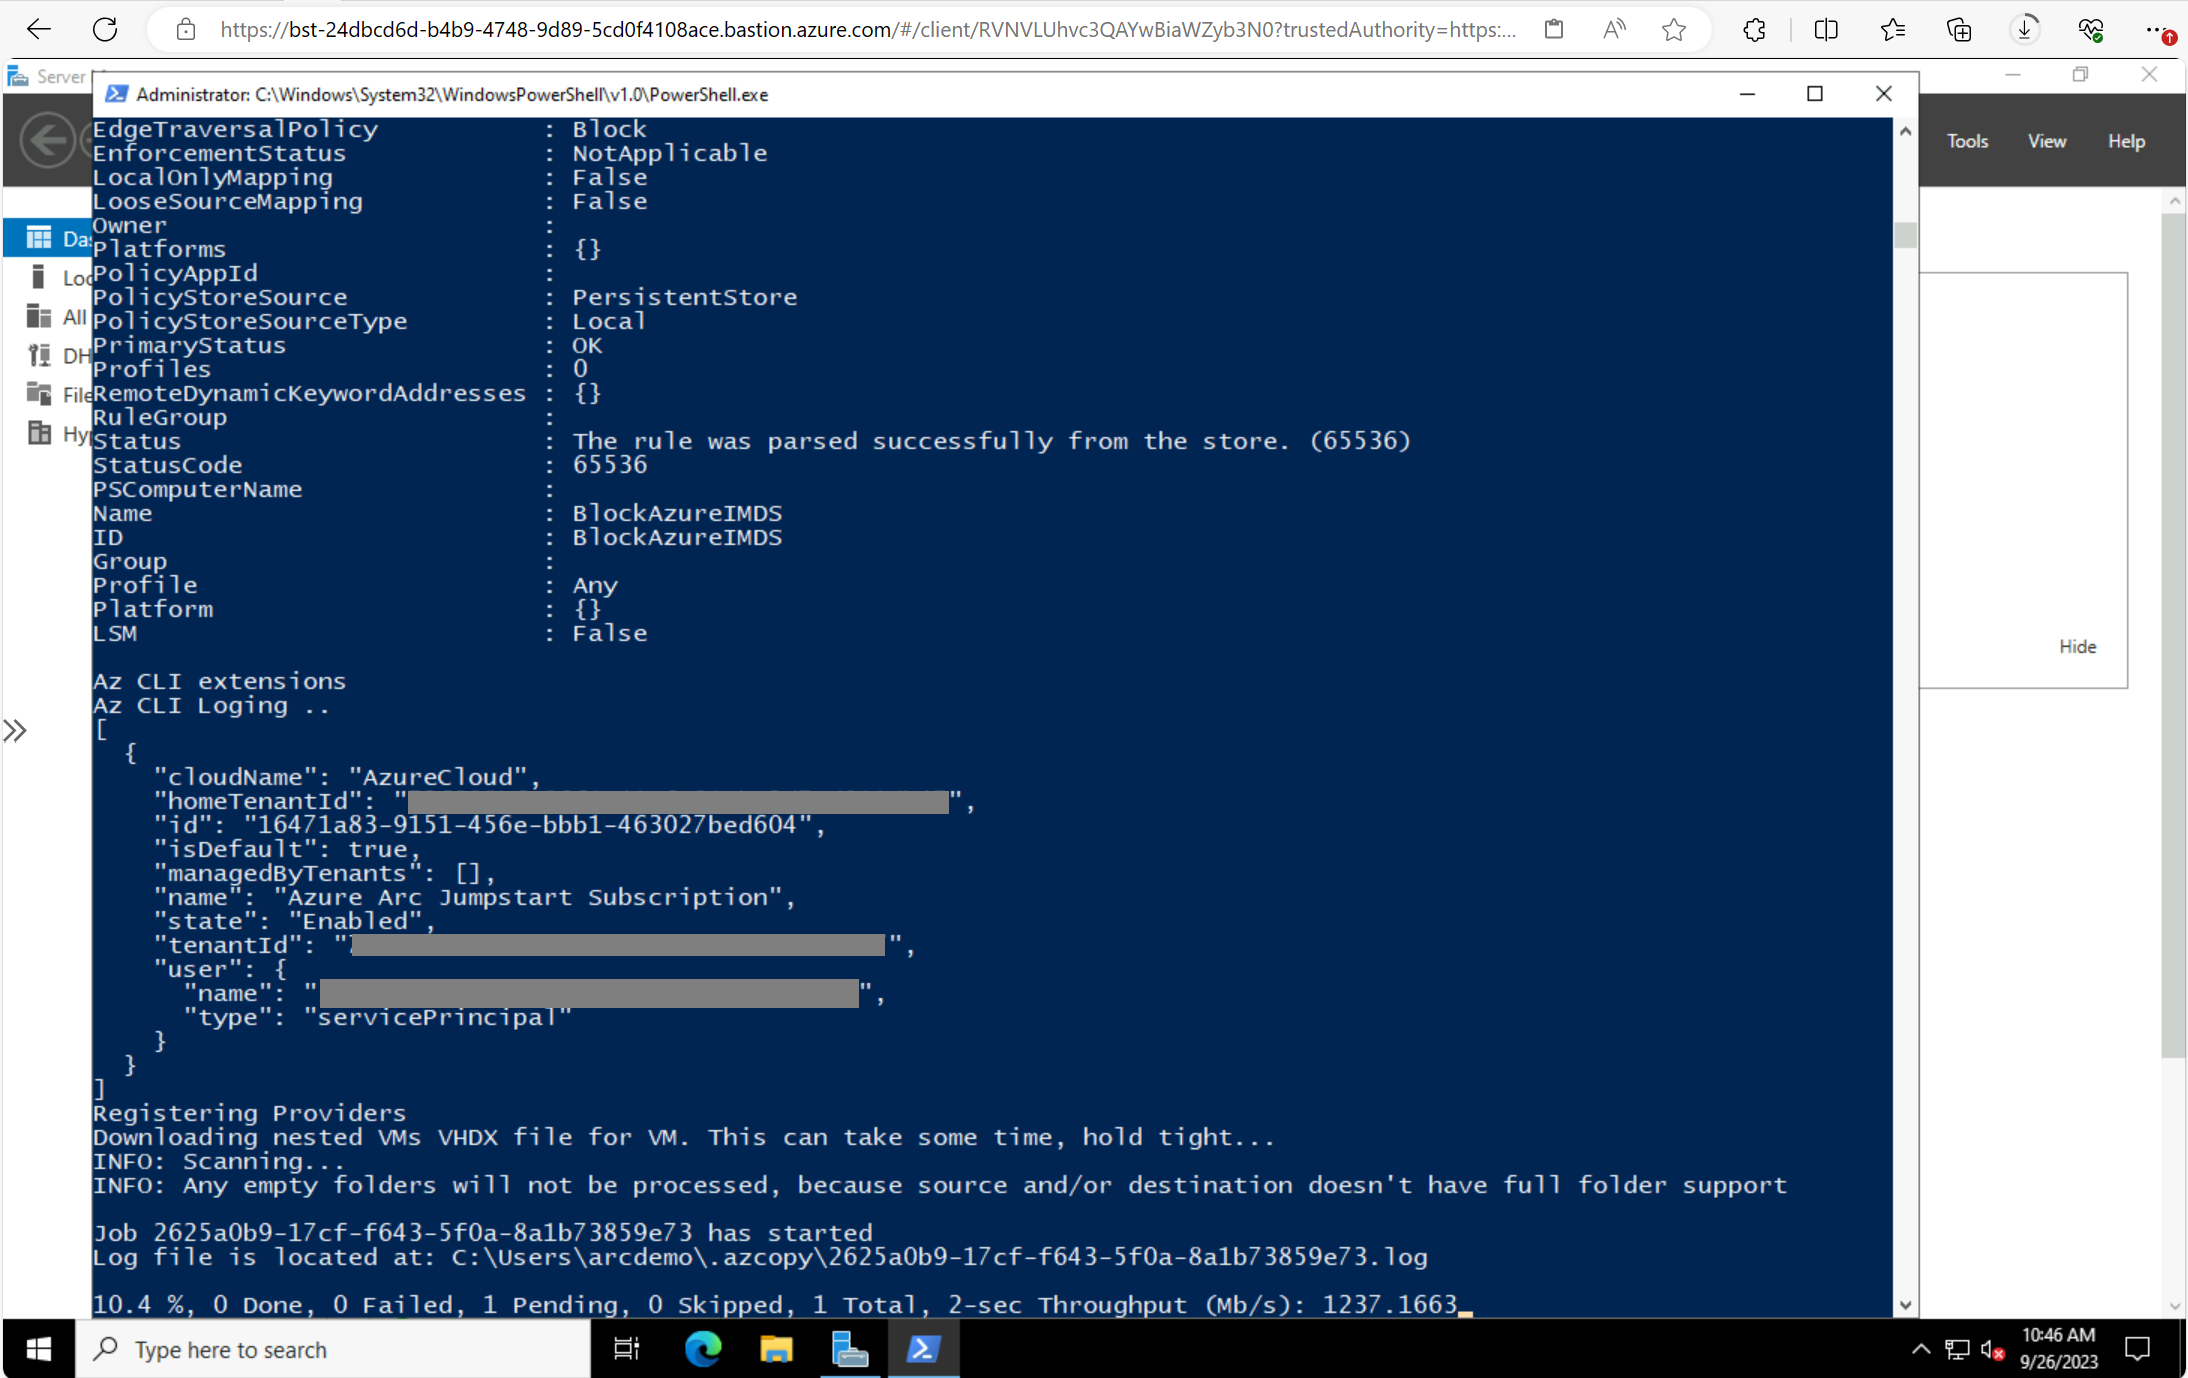 https://bst-24dbcd6d-b4b9-4748-9d89-5cd0f4108ace.bastion.azure.com/#/client/RVNVLUhvc3QAYwBiaWZyb3N0?trustedAuthority=https:...
Server
Administrator: C:\Windows\System32\WindowsPowerShell\v1.0\PowerShell.exe
Tools View Help
Das
Loc
All
DH
File
Hyp
EdgeTraversalPolicy : Block
EnforcementStatus : NotApplicable
LocalOnlyMapping : False
LooseSourceMapping : False
Owner :
Platforms : {}
PolicyAppId :
PolicyStoreSource : PersistentStore
PolicyStoreSourceType : Local
PrimaryStatus : OK
Profiles : 0
RemoteDynamicKeywordAddresses : {}
RuleGroup :
Status : The rule was parsed successfully from the store. (65536)
StatusCode : 65536
PSComputerName :
Name : BlockAzureIMDS
ID : BlockAzureIMDS
Group :
Profile : Any
Platform : {}
LSM : False
Hide
Az CLI extensions
Az CLI Loging ..
[
{
"cloudName": "AzureCloud",
"homeTenantId": "",
"id": "16471a83-9151-456e-bbb1-463027bed604",
"isDefault": true,
"managedByTenants": [],
"name": "Azure Arc Jumpstart Subscription",
"state": "Enabled",
"tenantId": "",
"user": {
"name": "",
"type": "servicePrincipal"
}
}
]
Registering Providers
Downloading nested VMs VHDX file for VM. This can take some time, hold tight...
INFO: Scanning...
INFO: Any empty folders will not be processed, because source and/or destination doesn't have full folder support
Job 2625a0b9-17cf-f643-5f0a-8a1b73859e73 has started
Log file is located at: C:\Users\arcdemo\.azcopy\2625a0b9-17cf-f643-5f0a-8a1b73859e73.log
10.4 %, 0 Done, 0 Failed, 1 Pending, 0 Skipped, 1 Total, 2-sec Throughput (Mb/s): 1237.1663_
Type here to search
10:46 AM
9/26/2023